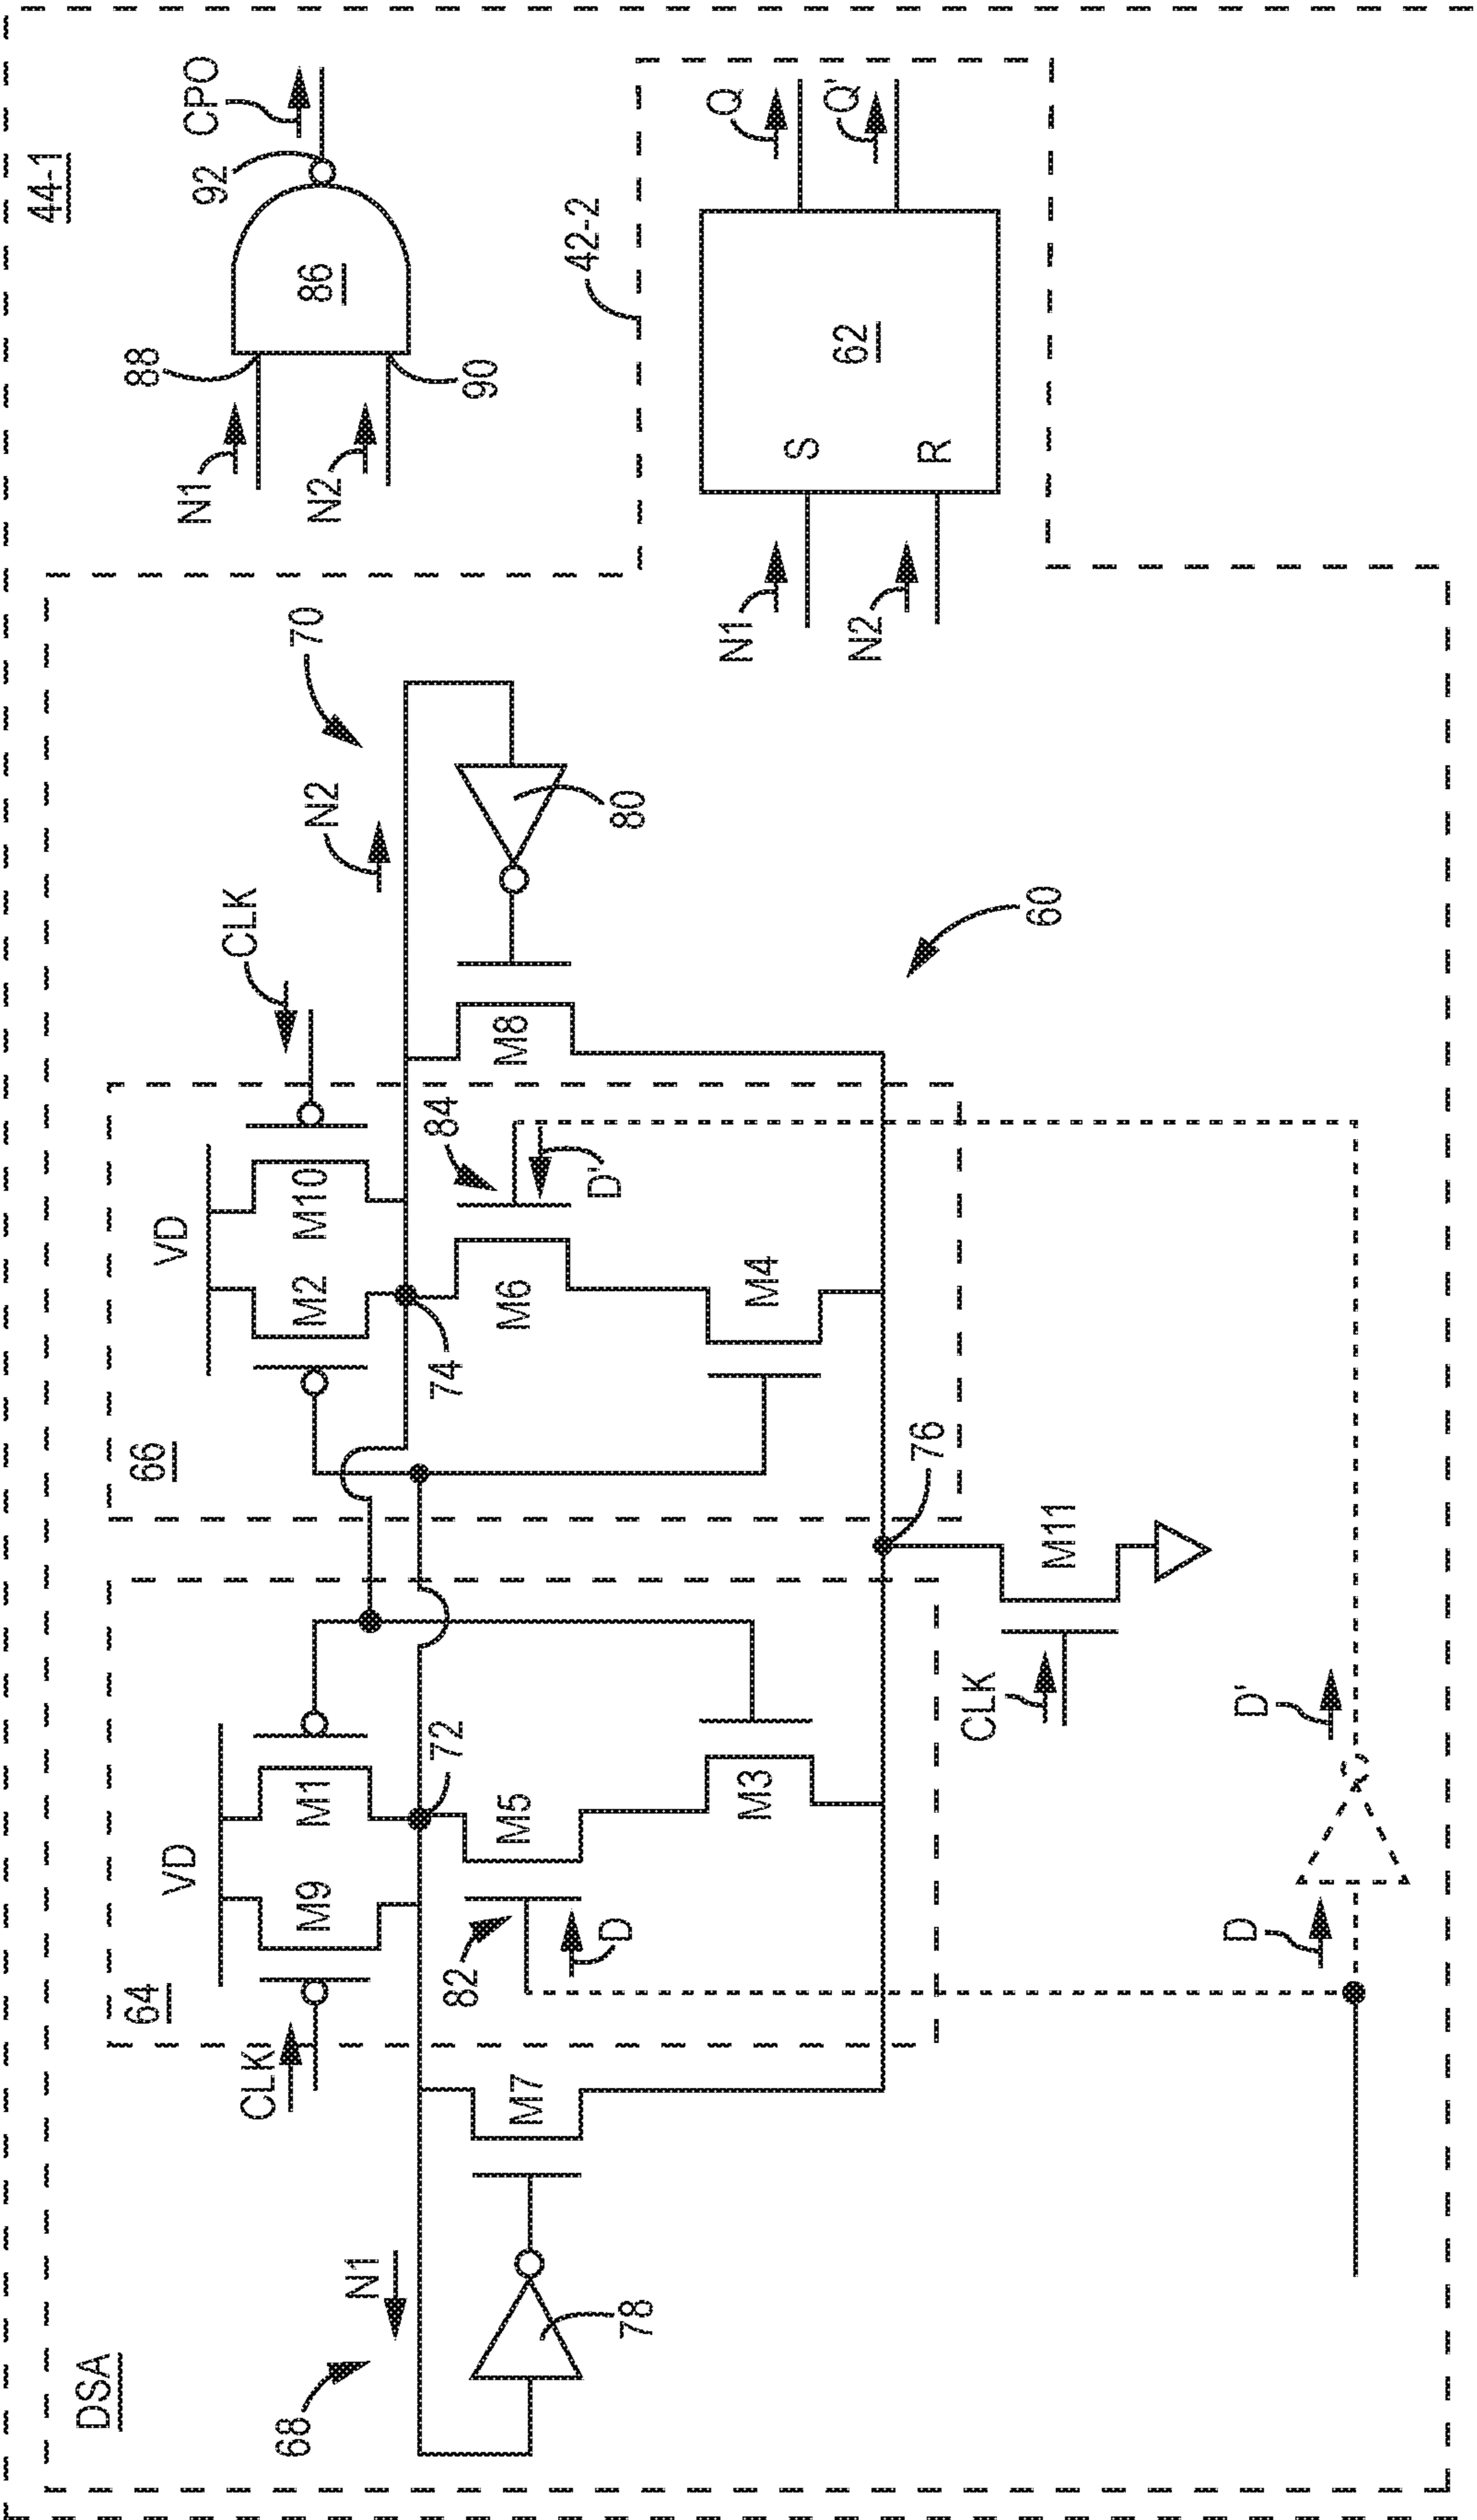 DSA
44-1
68
N1
78
M7
CLK
64
VD
M9
M1
72
82
D
M5
M3
66
VD
M2
M10
CLK
74
84
D'
M6
M4
M8
N2
70
80
60
76
CLK
M11
D
D'
N1
N2
88
90
86
92
CPO
42-2
N1
N2
S
R
62
Q
Q'